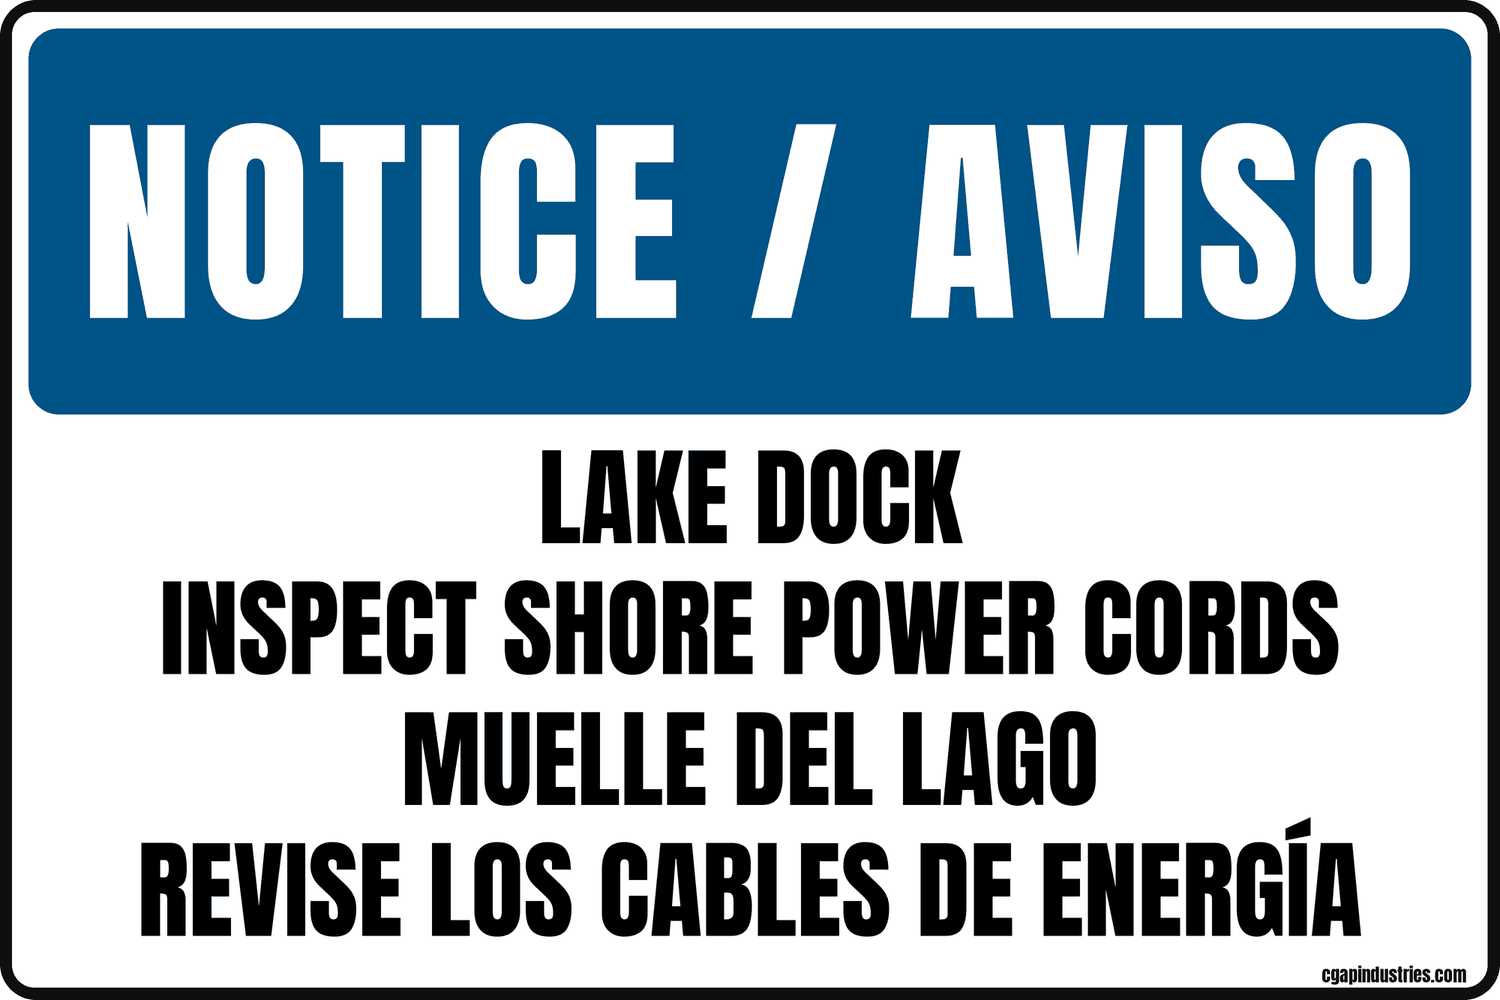 NOTICE / AVISO
LAKE DOCK
INSPECT SHORE POWER CORDS
MUELLE DEL LAGO
REVISE LOS CABLES DE ENERGÍA
cgapindustries.com